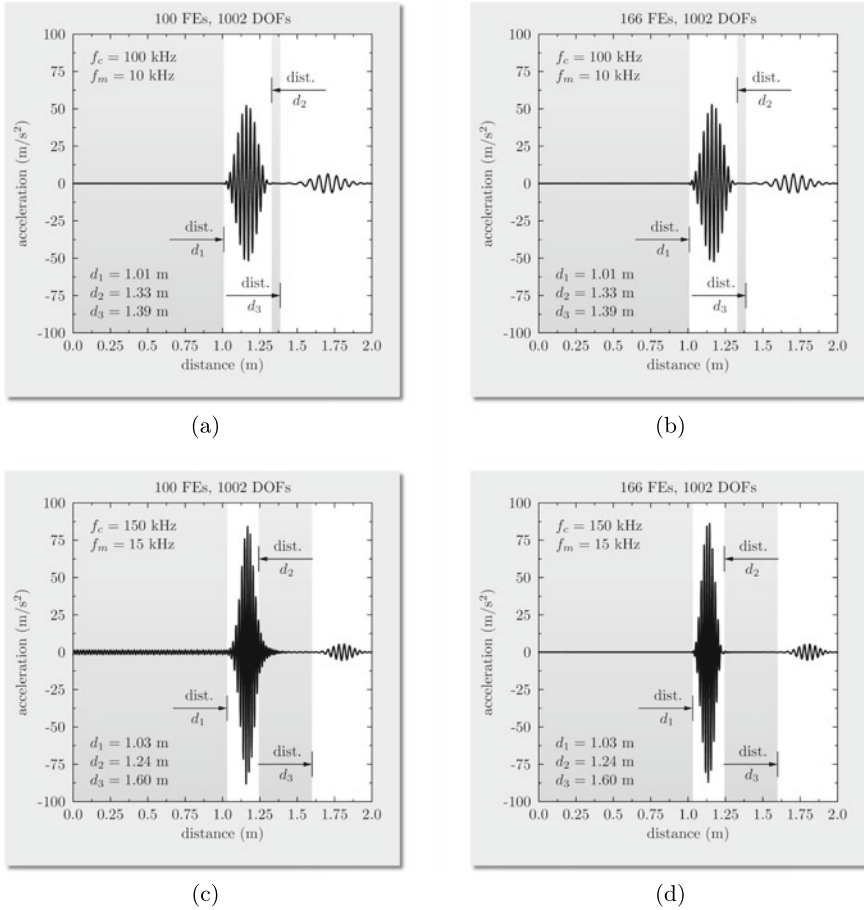 100 FEs, 1002 DOFs
100
75
50
25
0
-25
-50
-75
-100
acceleration (m/s²)
f_c = 100 kHz
f_m = 10 kHz
dist.
d₂
dist.
d₁
dist.
d₃
d₁ = 1.01 m
d₂ = 1.33 m
d₃ = 1.39 m
0.0 0.25 0.5 0.75 1.0 1.25 1.5 1.75 2.0
distance (m)
(a)
166 FEs, 1002 DOFs
100
75
50
25
0
-25
-50
-75
-100
acceleration (m/s²)
f_c = 100 kHz
f_m = 10 kHz
dist.
d₂
dist.
d₁
dist.
d₃
d₁ = 1.01 m
d₂ = 1.33 m
d₃ = 1.39 m
0.0 0.25 0.5 0.75 1.0 1.25 1.5 1.75 2.0
distance (m)
(b)
100 FEs, 1002 DOFs
100
75
50
25
0
-25
-50
-75
-100
acceleration (m/s²)
f_c = 150 kHz
f_m = 15 kHz
dist.
d₂
dist.
d₁
dist.
d₃
d₁ = 1.03 m
d₂ = 1.24 m
d₃ = 1.60 m
0.0 0.25 0.5 0.75 1.0 1.25 1.5 1.75 2.0
distance (m)
(c)
166 FEs, 1002 DOFs
100
75
50
25
0
-25
-50
-75
-100
acceleration (m/s²)
f_c = 150 kHz
f_m = 15 kHz
dist.
d₂
dist.
d₁
dist.
d₃
d₁ = 1.03 m
d₂ = 1.24 m
d₃ = 1.60 m
0.0 0.25 0.5 0.75 1.0 1.25 1.5 1.75 2.0
distance (m)
(d)